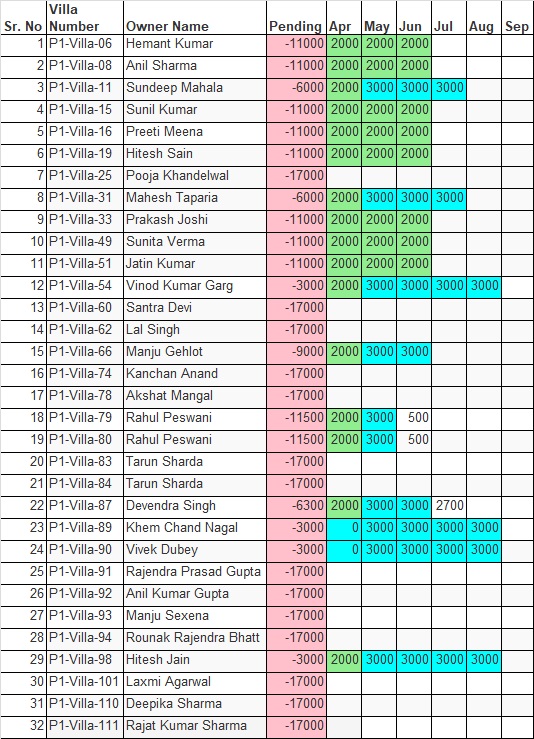 Sr. No Villa Number Owner Name Pending Apr May Jun Jul Aug Sep
1 P1-Villa-06 Hemant Kumar -11000 2000 2000 2000
2 P1-Villa-08 Anil Sharma -11000 2000 2000 2000
3 P1-Villa-11 Sundeep Mahala -6000 2000 3000 3000 3000
4 P1-Villa-15 Sunil Kumar -11000 2000 2000 2000
5 P1-Villa-16 Preeti Meena -11000 2000 2000 2000
6 P1-Villa-19 Hitesh Sain -11000 2000 2000 2000
7 P1-Villa-25 Pooja Khandelwal -17000
8 P1-Villa-31 Mahesh Taparia -6000 2000 3000 3000 3000
9 P1-Villa-33 Prakash Joshi -11000 2000 2000 2000
10 P1-Villa-49 Sunita Verma -11000 2000 2000 2000
11 P1-Villa-51 Jatin Kumar -11000 2000 2000 2000
12 P1-Villa-54 Vinod Kumar Garg -3000 2000 3000 3000 3000 3000
13 P1-Villa-60 Santra Devi -17000
14 P1-Villa-62 Lal Singh -17000
15 P1-Villa-66 Manju Gehlot -9000 2000 3000 3000
16 P1-Villa-74 Kanchan Anand -17000
17 P1-Villa-78 Akshat Mangal -17000
18 P1-Villa-79 Rahul Peswani -11500 2000 3000 500
19 P1-Villa-80 Rahul Peswani -11500 2000 3000 500
20 P1-Villa-83 Tarun Sharda -17000
21 P1-Villa-84 Tarun Sharda -17000
22 P1-Villa-87 Devendra Singh -6300 2000 3000 3000 2700
23 P1-Villa-89 Khem Chand Nagal -3000 0 3000 3000 3000 3000
24 P1-Villa-90 Vivek Dubey -3000 0 3000 3000 3000 3000
25 P1-Villa-91 Rajendra Prasad Gupta -17000
26 P1-Villa-92 Anil Kumar Gupta -17000
27 P1-Villa-93 Manju Sexena -17000
28 P1-Villa-94 Rounak Rajendra Bhatt -17000
29 P1-Villa-98 Hitesh Jain -3000 2000 3000 3000 3000 3000
30 P1-Villa-101 Laxmi Agarwal -17000
31 P1-Villa-110 Deepika Sharma -17000
32 P1-Villa-111 Rajat Kumar Sharma -17000